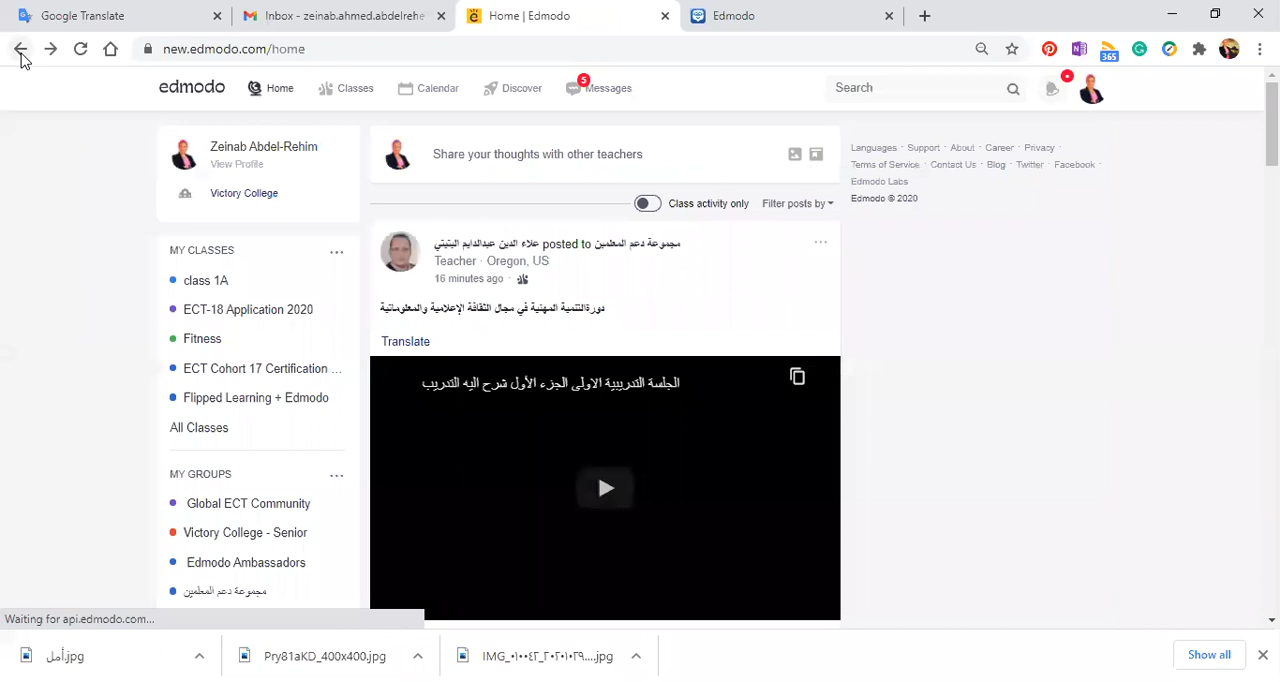 Google Translate
Inbox - zeinab.ahmed.abdelrehe
Home | Edmodo
Edmodo
new.edmodo.com/home
365
edmodo
Home
Classes
Calendar
Discover
5
Messages
Search
Zeinab Abdel-Rehim
View Profile
Victory College
Share your thoughts with other teachers
Languages · Support · About · Career · Privacy ·
Terms of Service · Contact Us · Blog · Twitter · Facebook ·
Edmodo Labs
Edmodo © 2020
Class activity only
Filter posts by
MY CLASSES
class 1A
ECT-18 Application 2020
Fitness
ECT Cohort 17 Certification ...
Flipped Learning + Edmodo
All Classes
MY GROUPS
Global ECT Community
Victory College - Senior
Edmodo Ambassadors
مجموعة دعم المعلمين
علاء الدين عبدالدايم البتيتي posted to مجموعة دعم المعلمين
Teacher · Oregon, US
16 minutes ago ·
دورةالتنمية المهنية في مجال الثقافة الإعلامية والمعلوماتية
Translate
الجلسة التدريبية الاولى الجزء الأول شرح اليه التدريب
Waiting for api.edmodo.com...
أمل.jpg
Pry81aKD_400x400.jpg
Show all